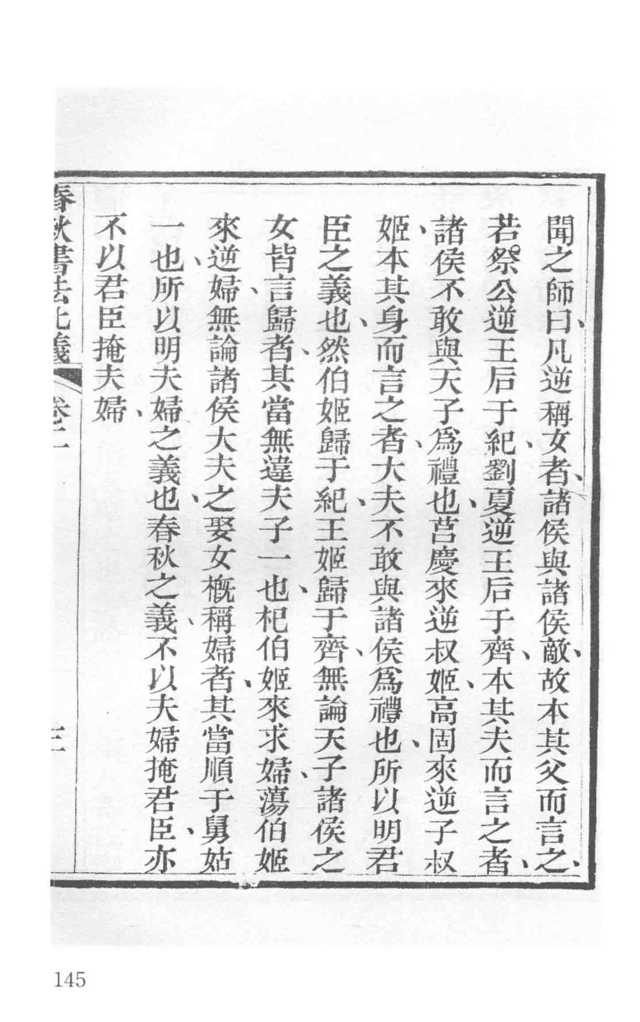 聞之師曰、凡逆稱女者、諸侯與諸侯敵、故本其父而言之、
若祭公逆王后于紀、劉夏逆王后于齊、本其夫而言之者、
諸侯不敢與天子爲禮也、莒慶來逆叔姬、高固來逆子叔
姬、本其身而言之者、大夫不敢與諸侯爲禮也、所以明君
臣之義也、然伯姬歸于紀、王姬歸于齊、無論天子諸侯之
女皆言歸者、其當無違夫子一也、杞伯姬來求婦、蕩伯姬
來逆婦、無論諸侯大夫之娶女槪稱婦者、其當順于舅姑
一也、所以明夫婦之義也、春秋之義、不以夫婦掩君臣、亦
不以君臣掩夫婦、
春秋書法比義 卷二 三
145